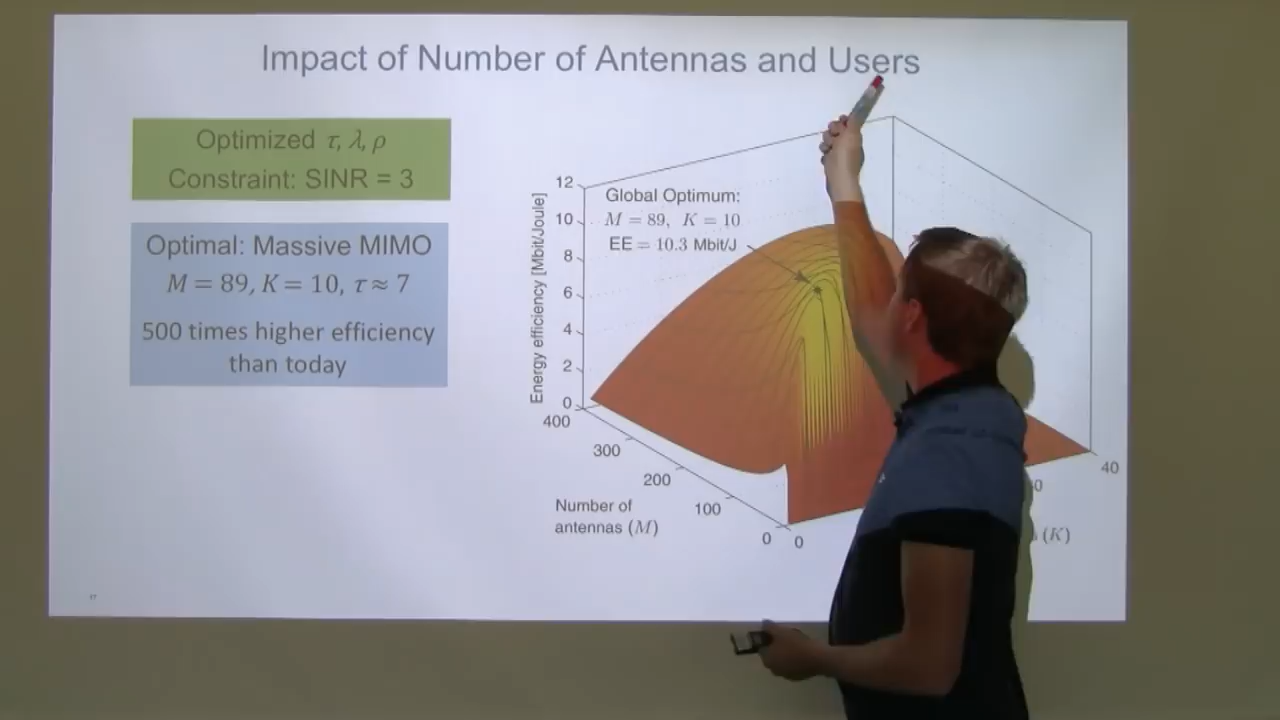 Impact of Number of Antennas and Users
Optimized τ, λ, ρ
Constraint: SINR = 3
Optimal: Massive MIMO
M = 89, K = 10, τ ≈ 7
500 times higher efficiency
than today
Global Optimum:
M = 89, K = 10
EE = 10.3 Mbit/J
Energy efficiency [Mbit/Joule]
12
10
8
6
4
2
0
400
300
200
100
0
Number of
antennas (M)
0
0
40
(K)
17